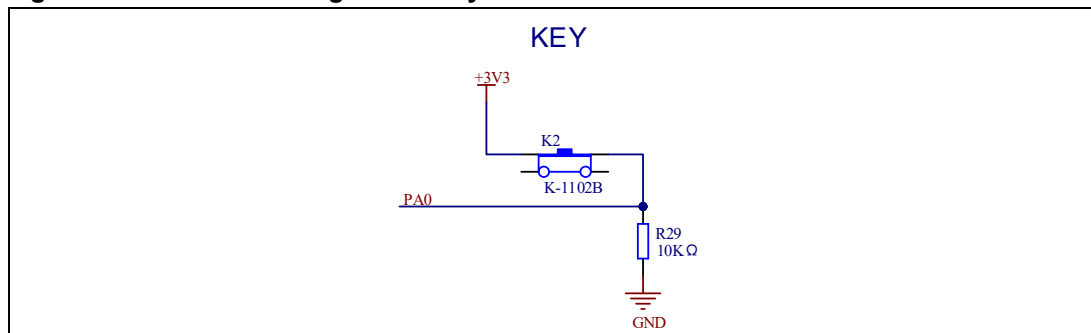 KEY
+3V3
K2
K-1102B
PA0
R29
10KΩ
GND